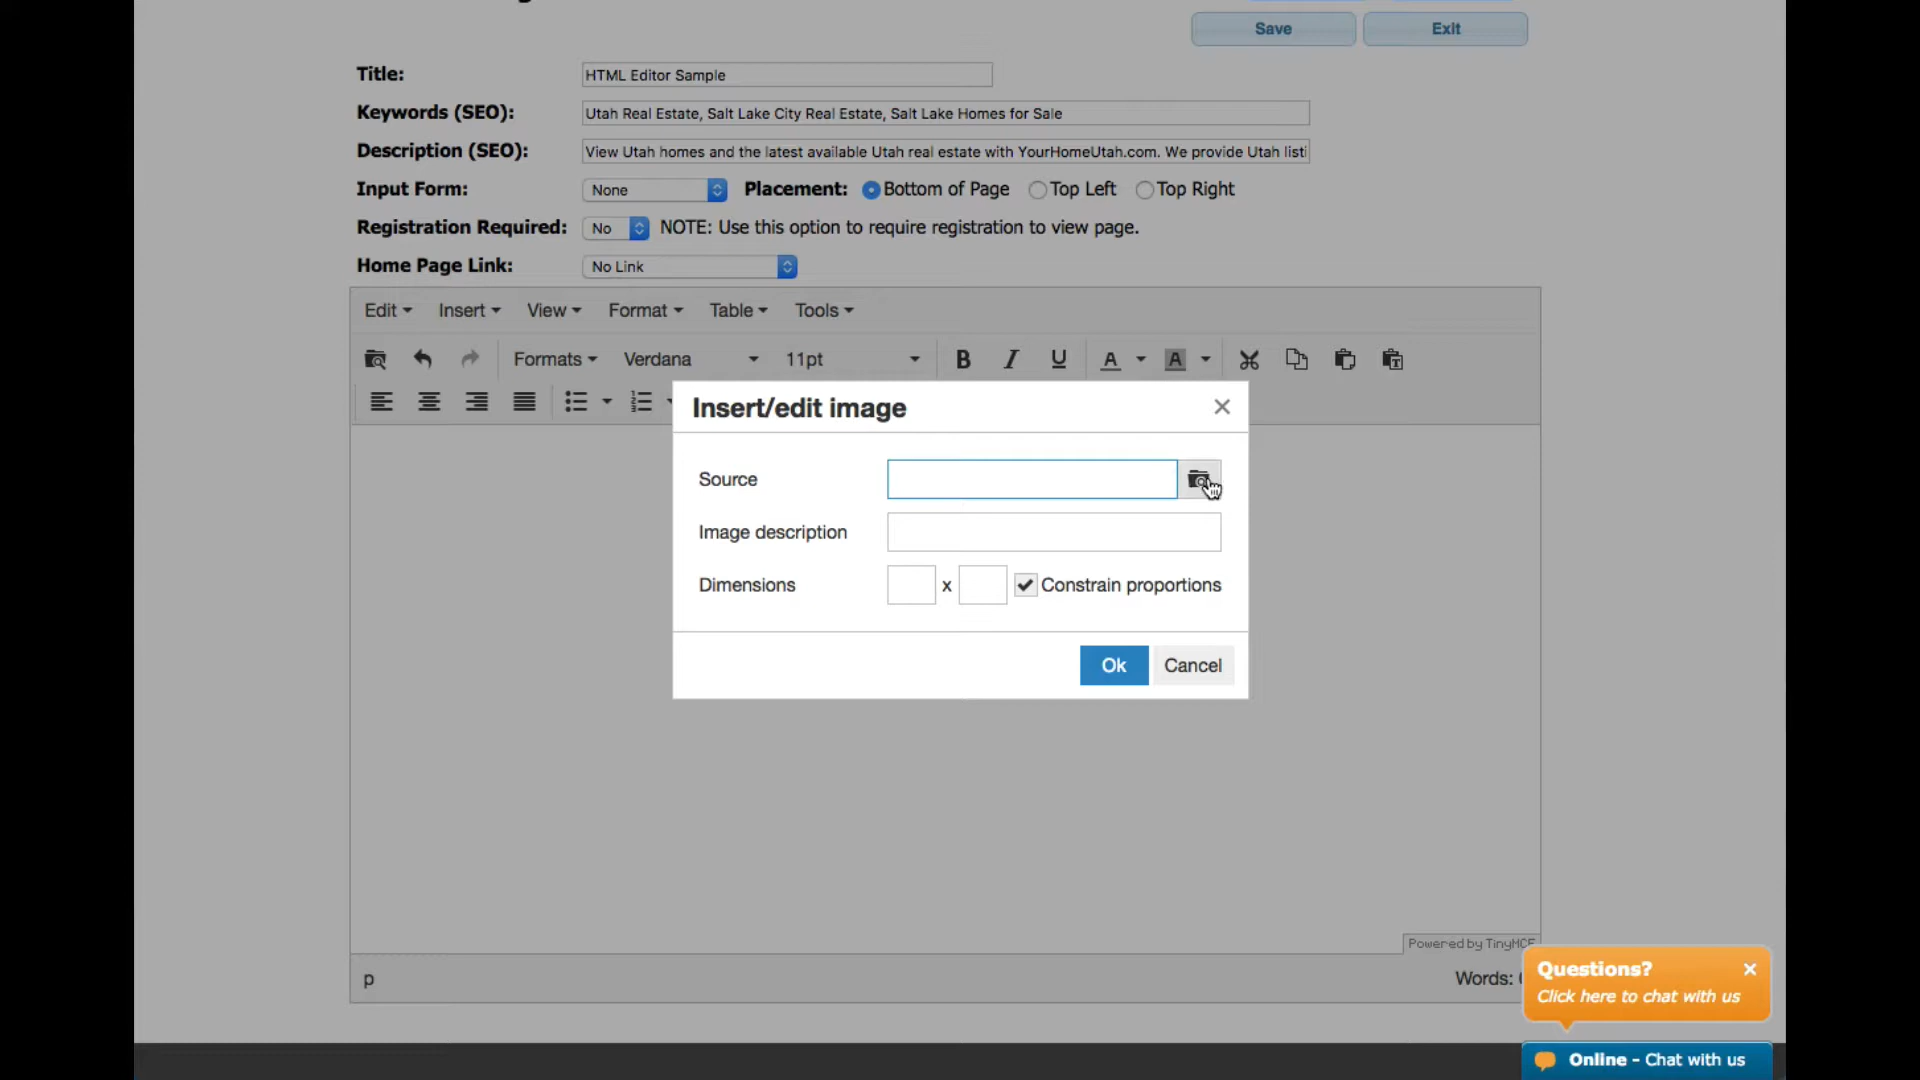 Save Exit
Title: HTML Editor Sample
Keywords (SEO): Utah Real Estate, Salt Lake City Real Estate, Salt Lake Homes for Sale
Description (SEO): View Utah homes and the latest available Utah real estate with YourHomeUtah.com. We provide Utah listi
Input Form: None Placement: Bottom of Page Top Left Top Right
Registration Required: No NOTE: Use this option to require registration to view page.
Home Page Link: No Link
Edit Insert View Format Table Tools
Formats Verdana 11pt B I U A A
Insert/edit image
Source
Image description
Dimensions x Constrain proportions
Ok Cancel
Powered by TinyMCE
p Words:
Questions?
Click here to chat with us
Online - Chat with us